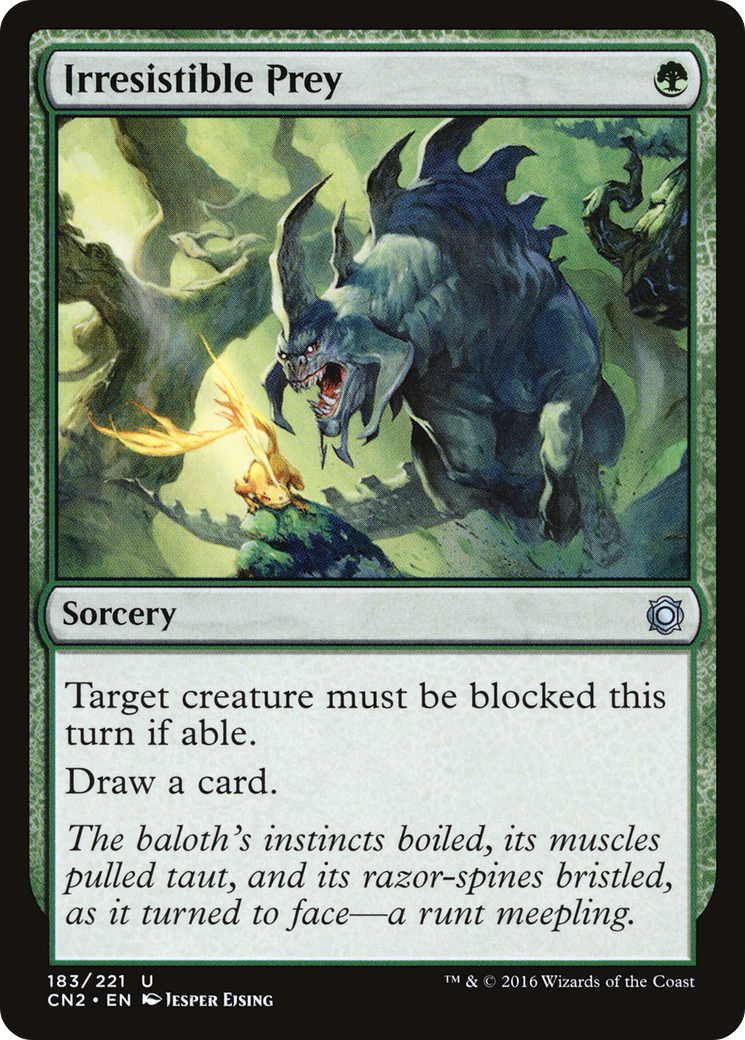 Irresistible Prey
Sorcery
Target creature must be blocked this
turn if able.
Draw a card.
The baloth's instincts boiled, its muscles
pulled taut, and its razor-spines bristled,
as it turned to face—a runt meepling.
183/221 U
CN2 • EN Jesper Ejsing
™ & © 2016 Wizards of the Coast